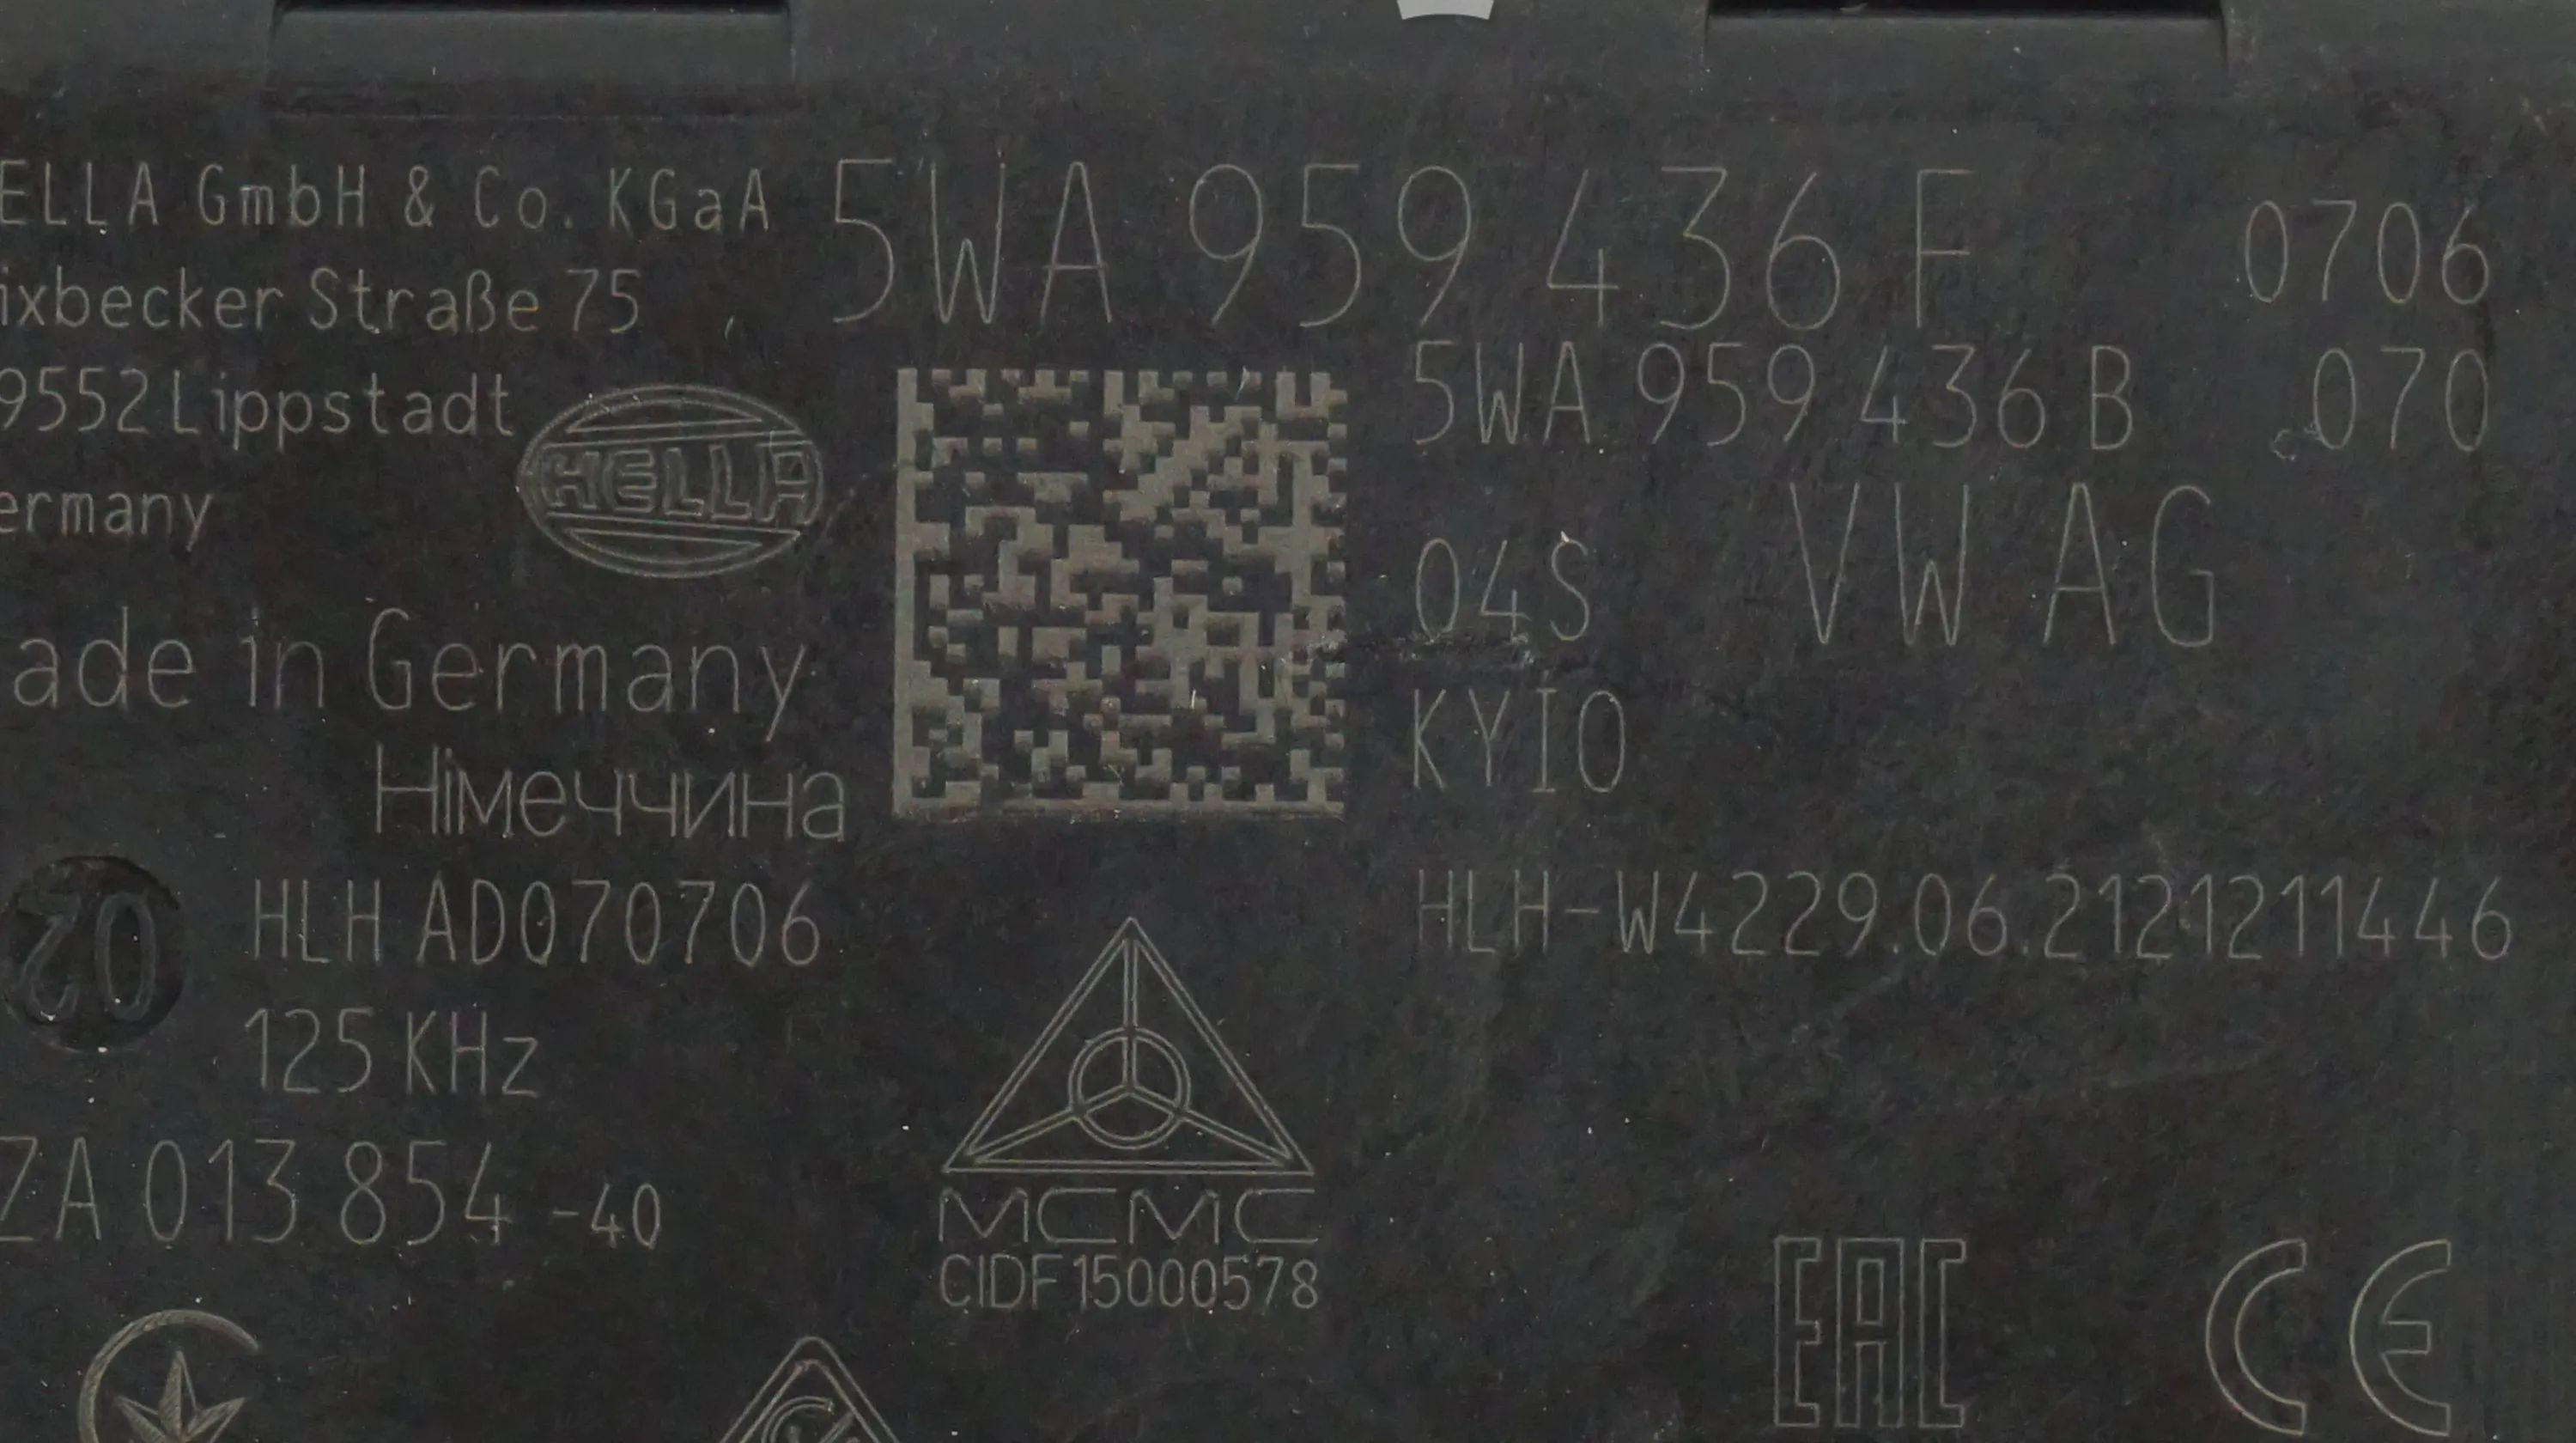 ELLA GmbH & Co. KGaA
ixbecker Straße 75
9552 Lippstadt
ermany
HELLA
ade in Germany
Німеччина
02
HLH AD070706
125 KHz
ZA 013 854 -40
5WA 959 436 F 0706
5WA 959 436 B 070
04S VW AG
KYIO
HLH-W4229.06.2121211446
MCMC
CIDF15000578
EAC
CE